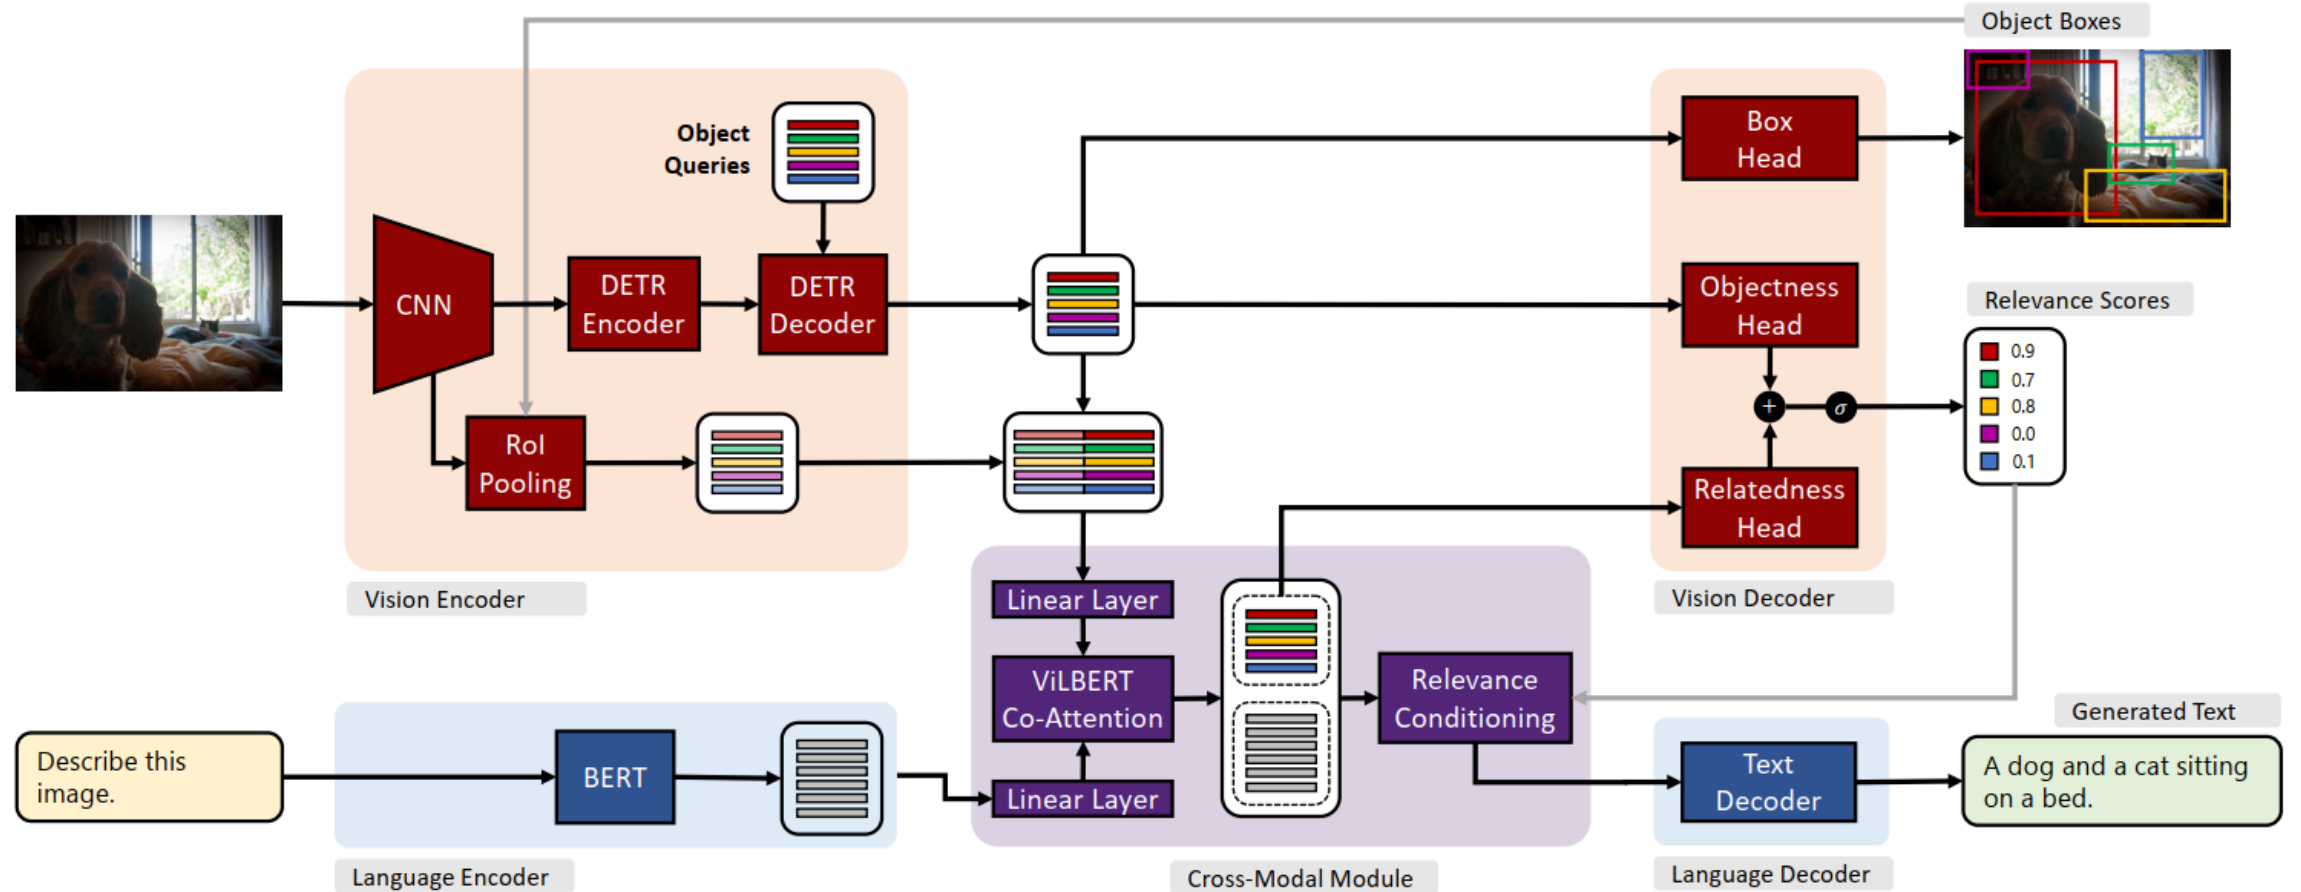 Object Boxes
Object
Queries
Box
Head
CNN
DETR
Encoder
DETR
Decoder
Objectness
Head
Relevance Scores
0.9
0.7
0.8
0.0
0.1
+
σ
RoI
Pooling
Relatedness
Head
Vision Encoder
Vision Decoder
Linear Layer
ViLBERT
Co-Attention
Relevance
Conditioning
Linear Layer
Generated Text
Describe this
image.
BERT
Text
Decoder
A dog and a cat sitting
on a bed.
Language Encoder
Cross-Modal Module
Language Decoder